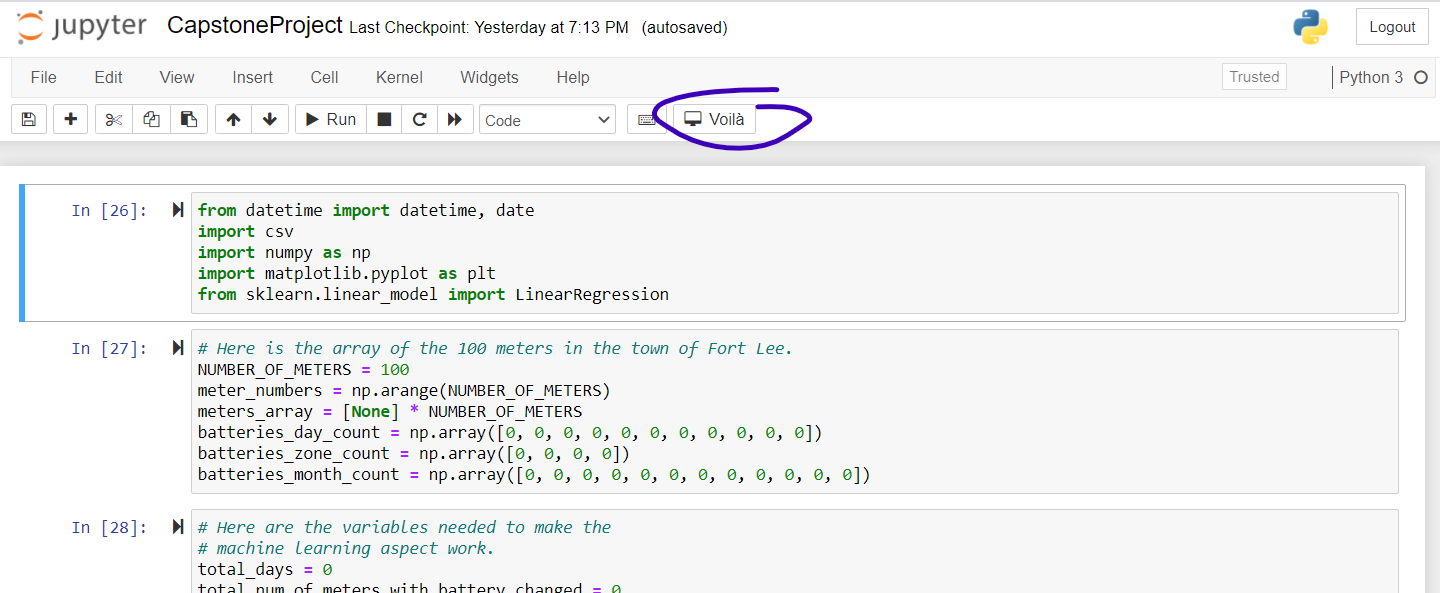 jupyter CapstoneProject Last Checkpoint: Yesterday at 7:13 PM (autosaved) Logout
File Edit View Insert Cell Kernel Widgets Help Trusted Python 3
Run Code Voilà
In [26]: from datetime import datetime, date
import csv
import numpy as np
import matplotlib.pyplot as plt
from sklearn.linear_model import LinearRegression
In [27]: # Here is the array of the 100 meters in the town of Fort Lee.
NUMBER_OF_METERS = 100
meter_numbers = np.arange(NUMBER_OF_METERS)
meters_array = [None] * NUMBER_OF_METERS
batteries_day_count = np.array([0, 0, 0, 0, 0, 0, 0, 0, 0, 0, 0])
batteries_zone_count = np.array([0, 0, 0, 0])
batteries_month_count = np.array([0, 0, 0, 0, 0, 0, 0, 0, 0, 0, 0, 0])
In [28]: # Here are the variables needed to make the
# machine learning aspect work.
total_days = 0
total_num_of_meters_with_battery_changed = 0